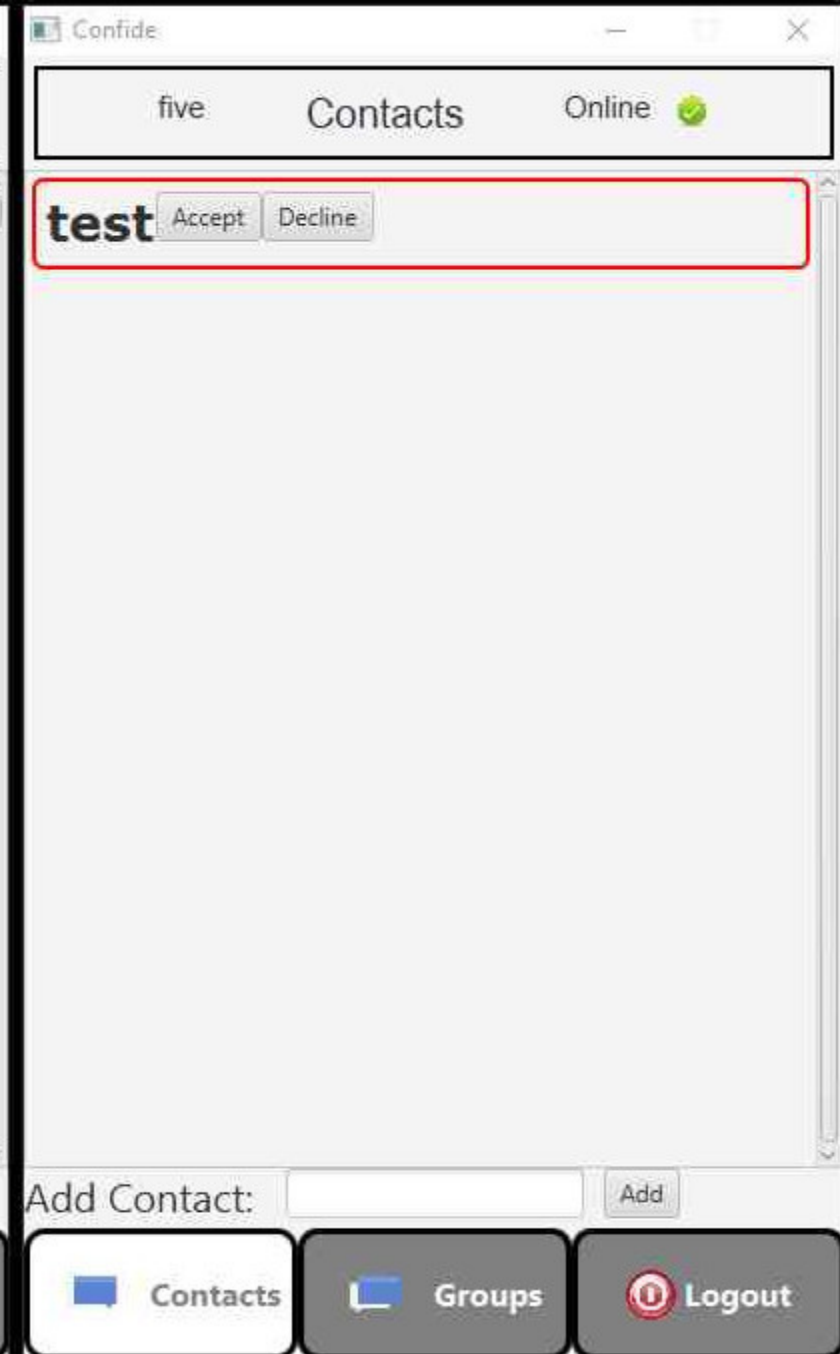 Confide
five Contacts Online
test Accept Decline
Add Contact: Add
Contacts Groups Logout